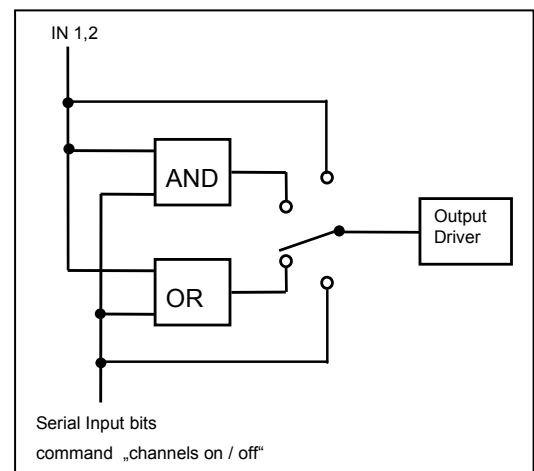 IN 1,2
AND
Output
Driver
OR
Serial Input bits
command „channels on / off“